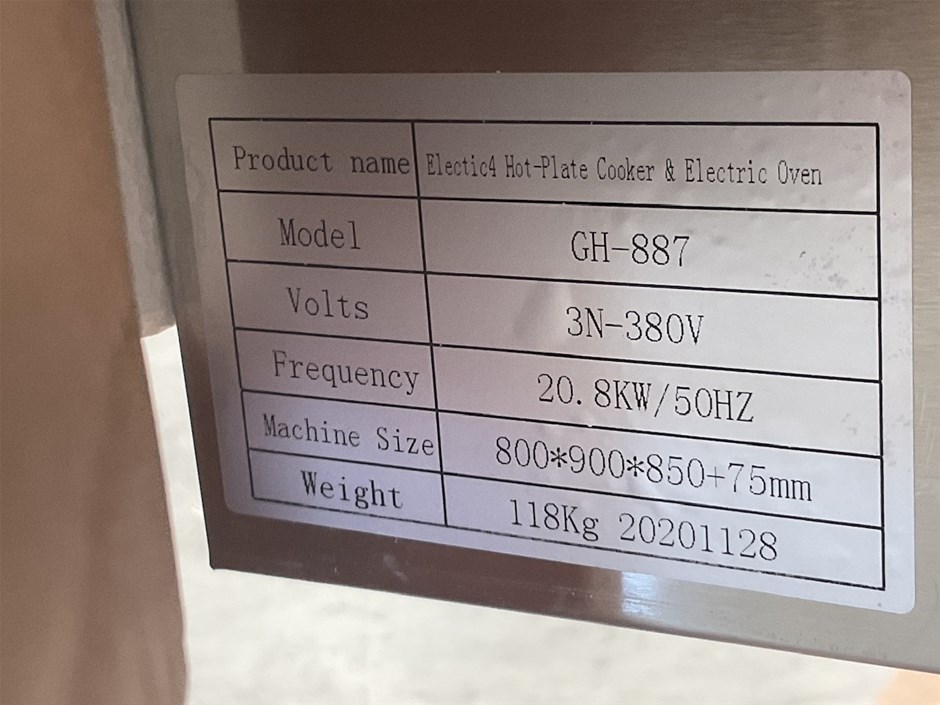 Product name Electic4 Hot-Plate Cooker & Electric Oven
Model GH-887
Volts 3N-380V
Frequency 20.8KW/50HZ
Machine Size 800*900*850+75mm
Weight 118Kg 20201128